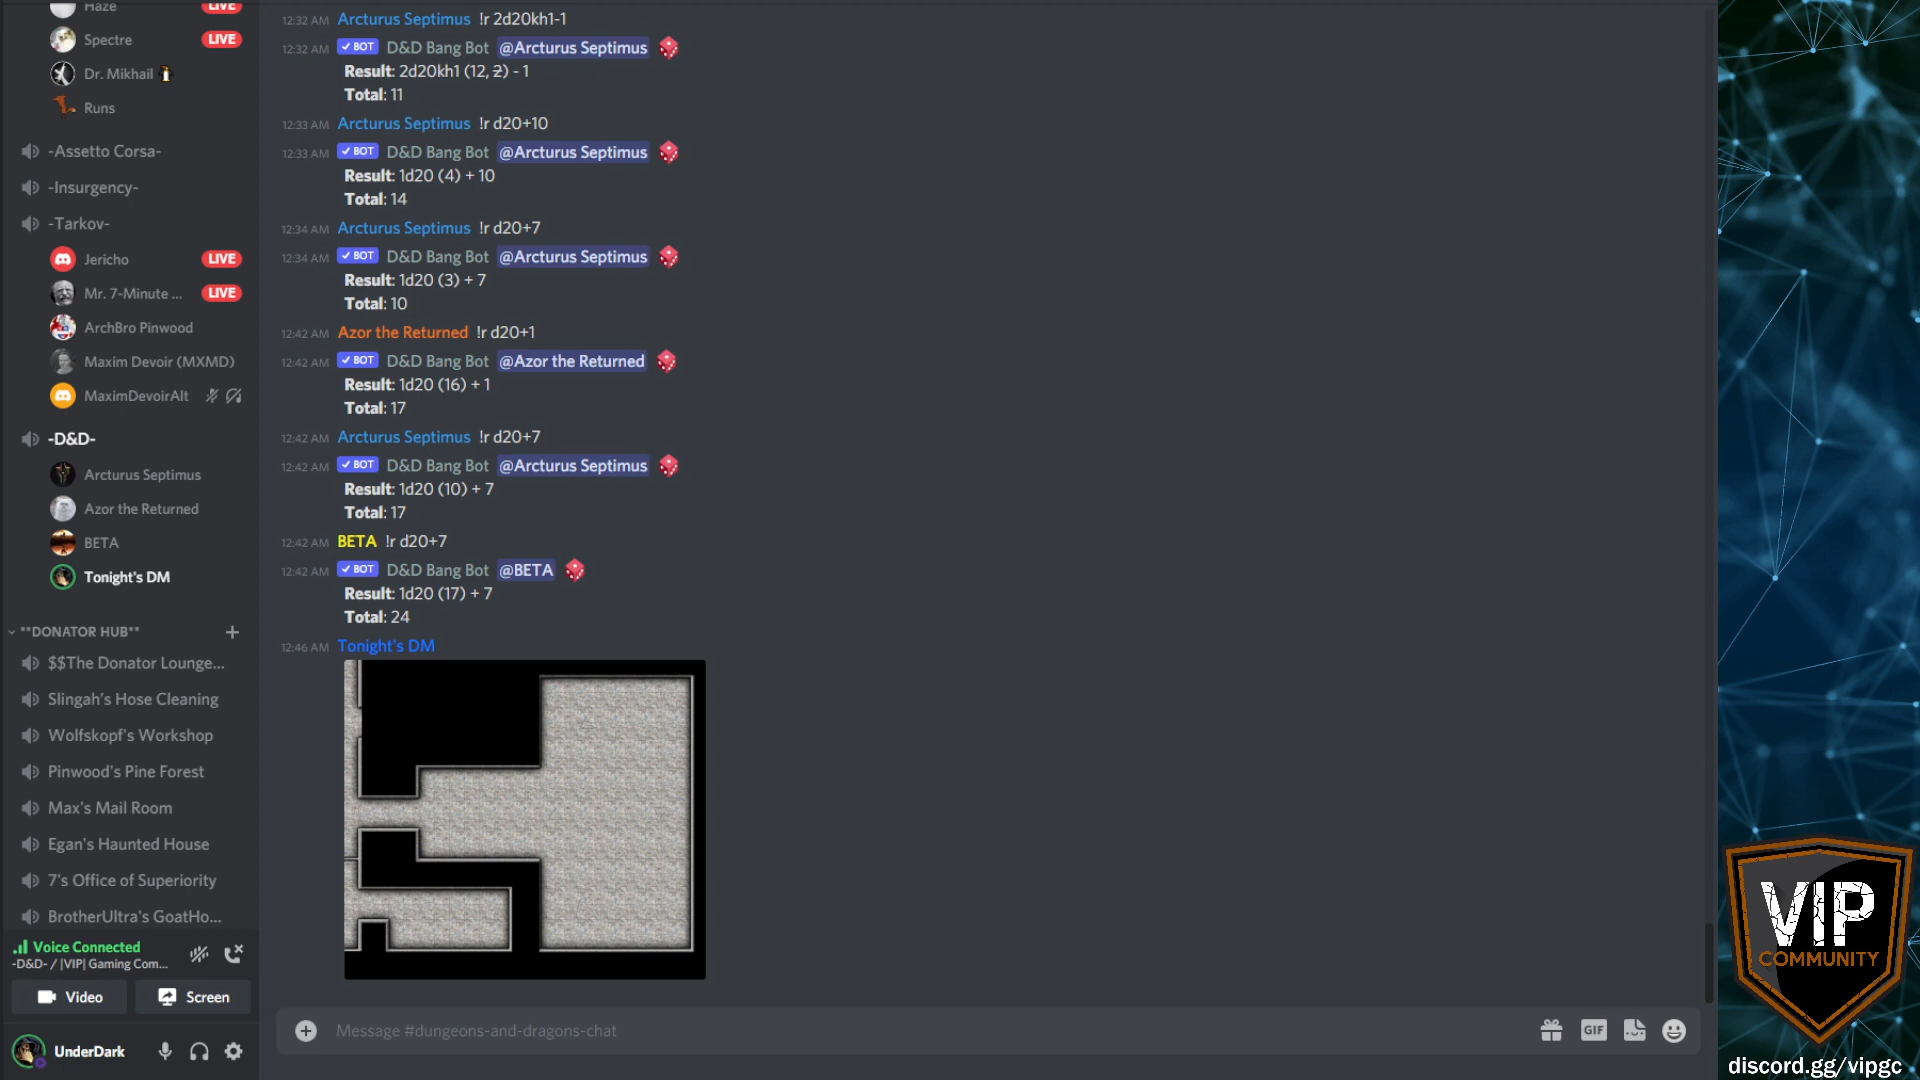 Haze LIVE
Spectre LIVE
Dr. Mikhail
Runs
-Assetto Corsa-
-Insurgency-
-Tarkov-
Jericho LIVE
Mr. 7-Minute ... LIVE
ArchBro Pinwood
Maxim Devoir (MXMD)
MaximDevoirAlt
-D&D-
Arcturus Septimus
Azor the Returned
BETA
Tonight's DM
**DONATOR HUB**
$$The Donator Lounge...
Slingah's Hose Cleaning
Wolfskopf's Workshop
Pinwood's Pine Forest
Max's Mail Room
Egan's Haunted House
7's Office of Superiority
BrotherUltra's GoatHo...
Voice Connected
-D&D- / |VIP| Gaming Com...
Video Screen
UnderDark
12:32 AM Arcturus Septimus !r 2d20kh1-1
12:32 AM BOT D&D Bang Bot @Arcturus Septimus
Result: 2d20kh1 (12, 2) - 1
Total: 11
12:33 AM Arcturus Septimus !r d20+10
12:33 AM BOT D&D Bang Bot @Arcturus Septimus
Result: 1d20 (4) + 10
Total: 14
12:34 AM Arcturus Septimus !r d20+7
12:34 AM BOT D&D Bang Bot @Arcturus Septimus
Result: 1d20 (3) + 7
Total: 10
12:42 AM Azor the Returned !r d20+1
12:42 AM BOT D&D Bang Bot @Azor the Returned
Result: 1d20 (16) + 1
Total: 17
12:42 AM Arcturus Septimus !r d20+7
12:42 AM BOT D&D Bang Bot @Arcturus Septimus
Result: 1d20 (10) + 7
Total: 17
12:42 AM BETA !r d20+7
12:42 AM BOT D&D Bang Bot @BETA
Result: 1d20 (17) + 7
Total: 24
12:46 AM Tonight's DM
Message #dungeons-and-dragons-chat
GIF
VIP
COMMUNITY
discord.gg/vipgc